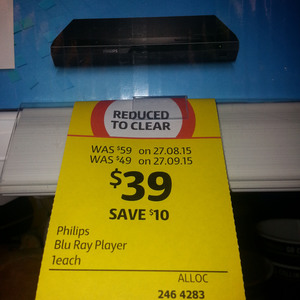 PHILIPS
REDUCED
TO CLEAR
WAS $59 on 27.08.15
WAS $49 on 27.09.15
$39
SAVE $10
Philips
Blu Ray Player
1each
ALLOC
246 4283